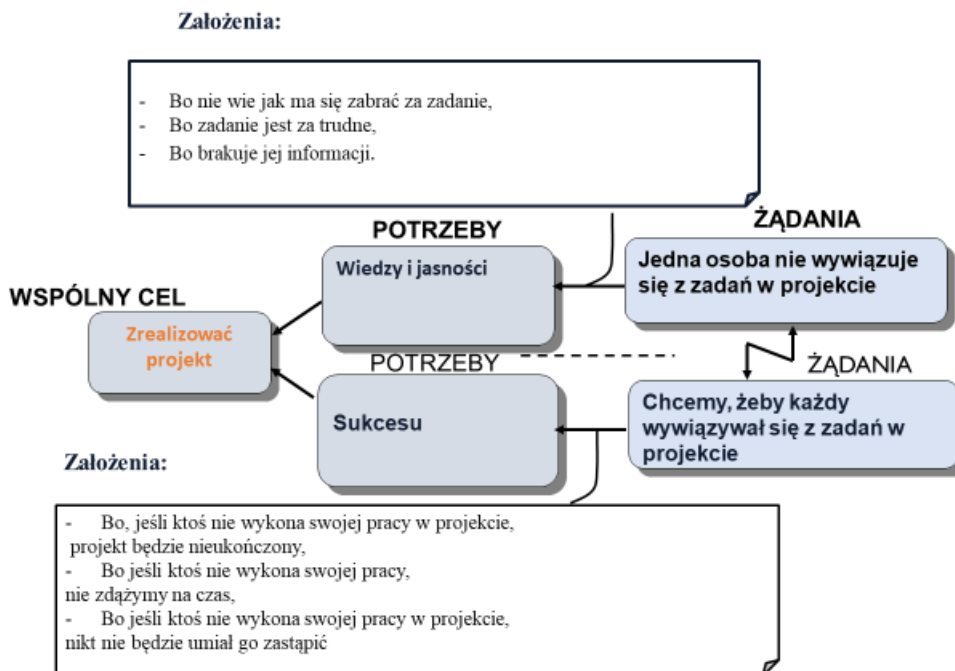 Założenia:
- Bo nie wie jak ma się zabrać za zadanie,
- Bo zadanie jest za trudne,
- Bo brakuje jej informacji.
POTRZEBY
ŻĄDANIA
Wiedzy i jasności
Jedna osoba nie wywiązuje
się z zadań w projekcie
WSPÓLNY CEL
Zrealizować
projekt
POTRZEBY
ŻĄDANIA
Sukcesu
Chcemy, żeby każdy
wywiązywał się z zadań w
projekcie
Założenia:
- Bo, jeśli ktoś nie wykona swojej pracy w projekcie,
projekt będzie nieukończony,
- Bo jeśli ktoś nie wykona swojej pracy,
nie zdążymy na czas,
- Bo jeśli ktoś nie wykona swojej pracy w projekcie,
nikt nie będzie umiał go zastąpić